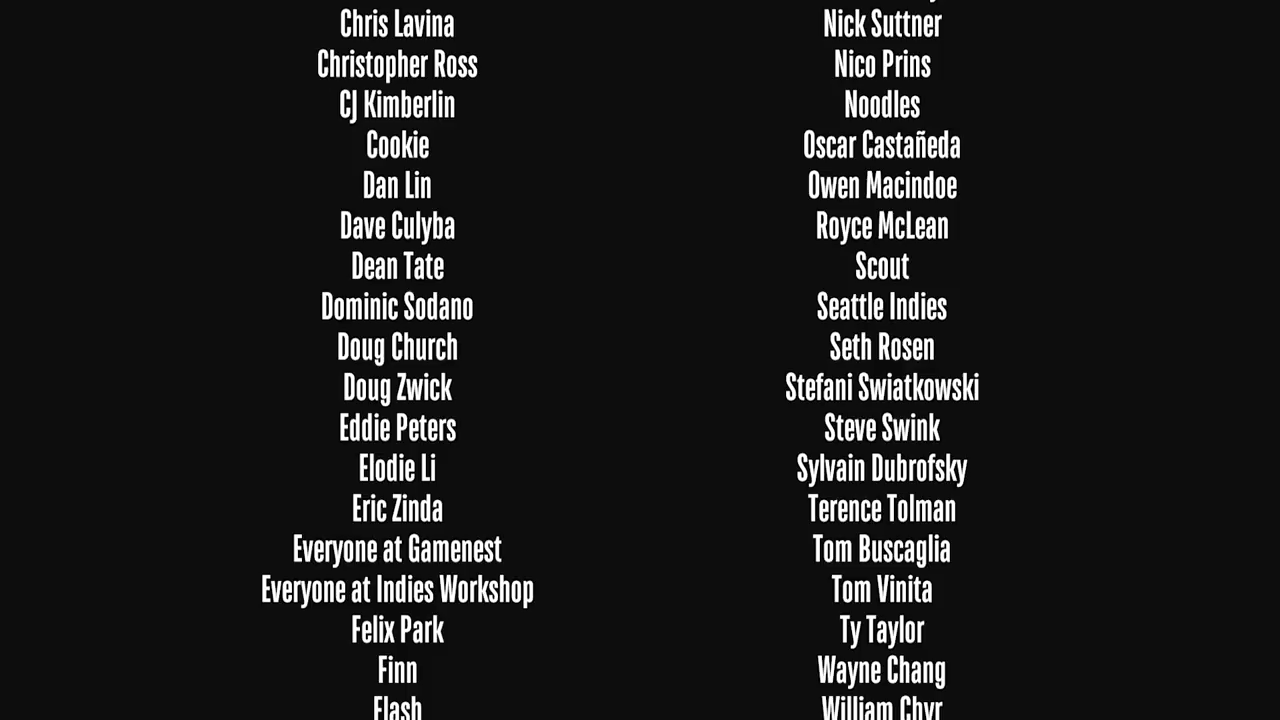 Chris Lavina
Christopher Ross
CJ Kimberlin
Cookie
Dan Lin
Dave Culyba
Dean Tate
Dominic Sodano
Doug Church
Doug Zwick
Eddie Peters
Elodie Li
Eric Zinda
Everyone at Gamenest
Everyone at Indies Workshop
Felix Park
Finn
Flash
Nick Suttner
Nico Prins
Noodles
Oscar Castañeda
Owen Macindoe
Royce McLean
Scout
Seattle Indies
Seth Rosen
Stefani Swiatkowski
Steve Swink
Sylvain Dubrofsky
Terence Tolman
Tom Buscaglia
Tom Vinita
Ty Taylor
Wayne Chang
William Chyr